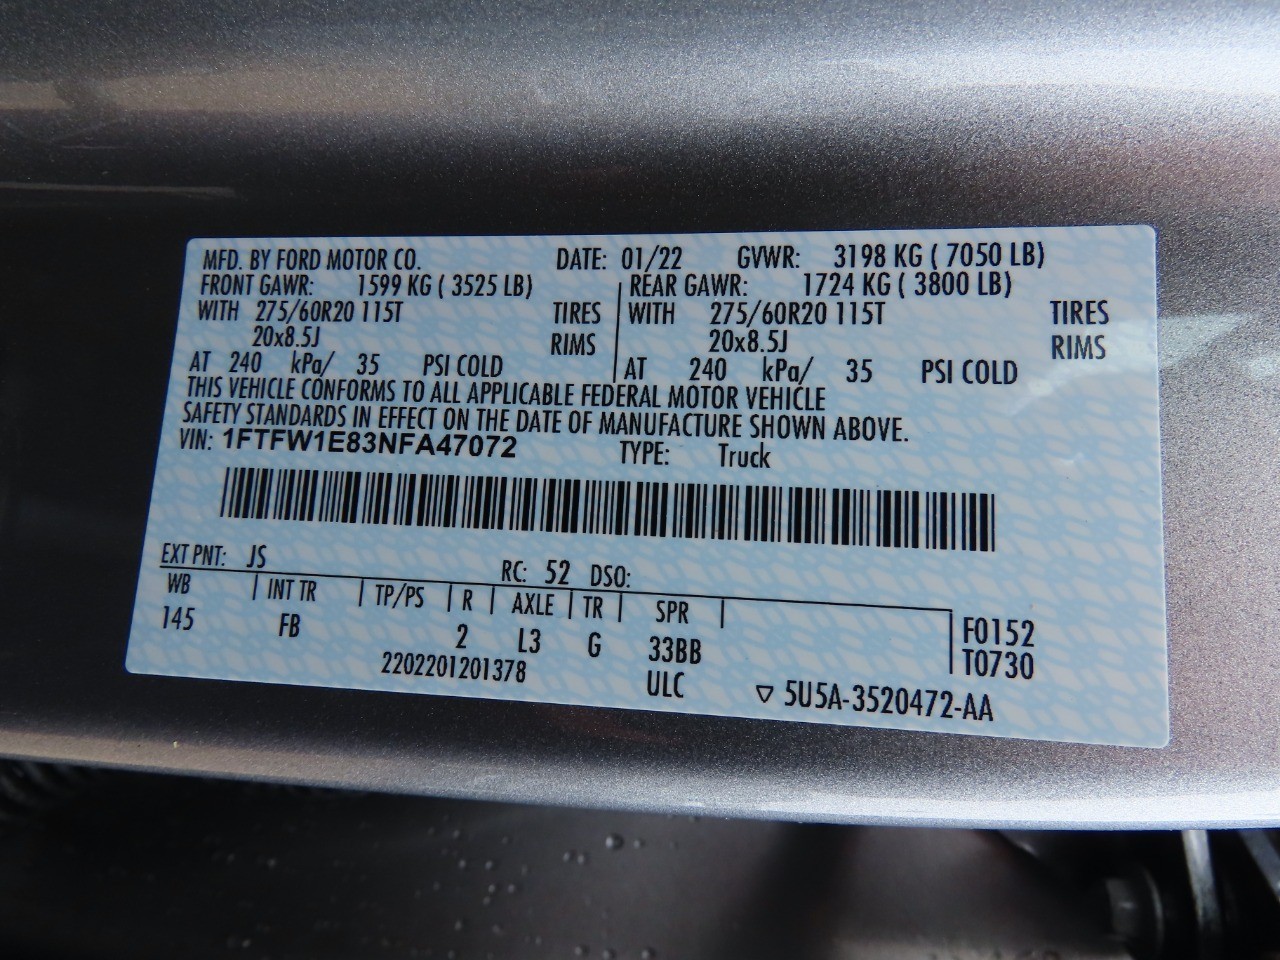 MFD. BY FORD MOTOR CO. DATE: 01/22 GVWR: 3198 KG ( 7050 LB)
FRONT GAWR: 1599 KG ( 3525 LB) REAR GAWR: 1724 KG ( 3800 LB)
WITH 275/60R20 115T TIRES WITH 275/60R20 115T TIRES
20x8.5J RIMS 20x8.5J RIMS
AT 240 kPa/ 35 PSI COLD AT 240 kPa/ 35 PSI COLD
THIS VEHICLE CONFORMS TO ALL APPLICABLE FEDERAL MOTOR VEHICLE
SAFETY STANDARDS IN EFFECT ON THE DATE OF MANUFACTURE SHOWN ABOVE.
VIN: 1FTFW1E83NFA47072 TYPE: Truck
EXT PNT: JS RC: 52 DSO:
WB INT TR TP/PS R AXLE TR SPR
145 FB 2 L3 G 33BB F0152
2202201201378 ULC T0730
▽ 5U5A-3520472-AA